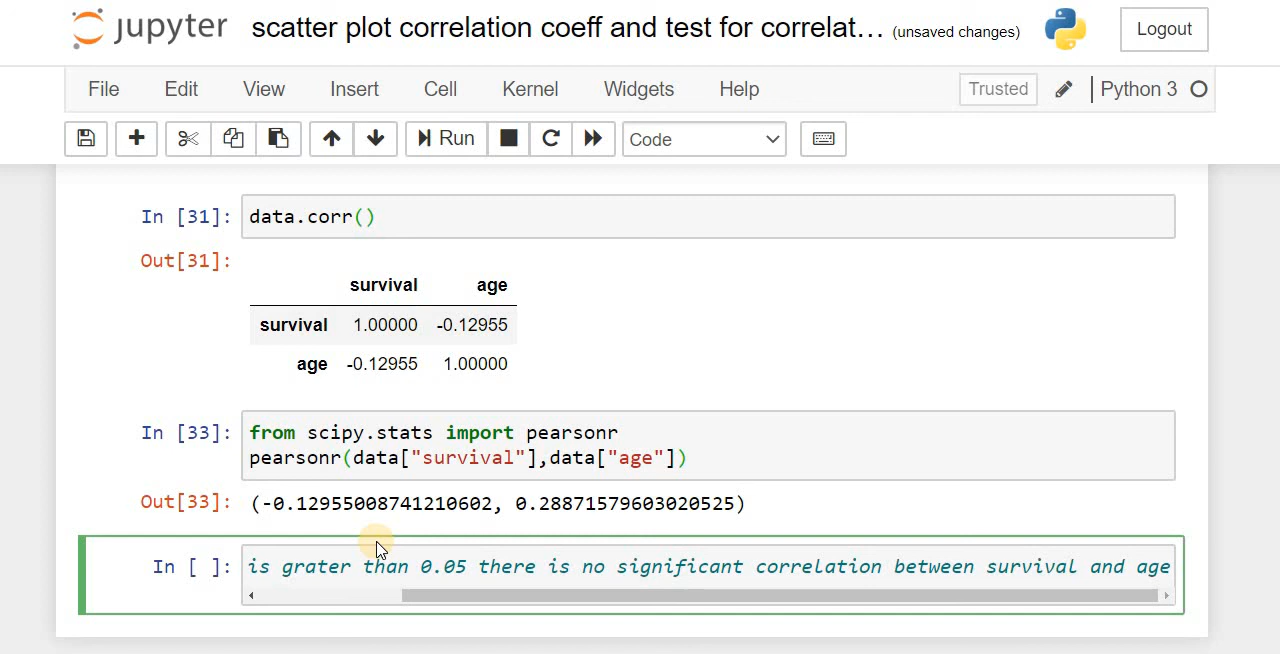 jupyter scatter plot correlation coeff and test for correlat... (unsaved changes) Logout
File Edit View Insert Cell Kernel Widgets Help Trusted Python 3
Run Code
In [31]: data.corr()
Out[31]:
survival age
survival 1.00000 -0.12955
age -0.12955 1.00000
In [33]: from scipy.stats import pearsonr
pearsonr(data["survival"],data["age"])
Out[33]: (-0.12955008741210602, 0.28871579603020525)
In [ ]: is grater than 0.05 there is no significant correlation between survival and age